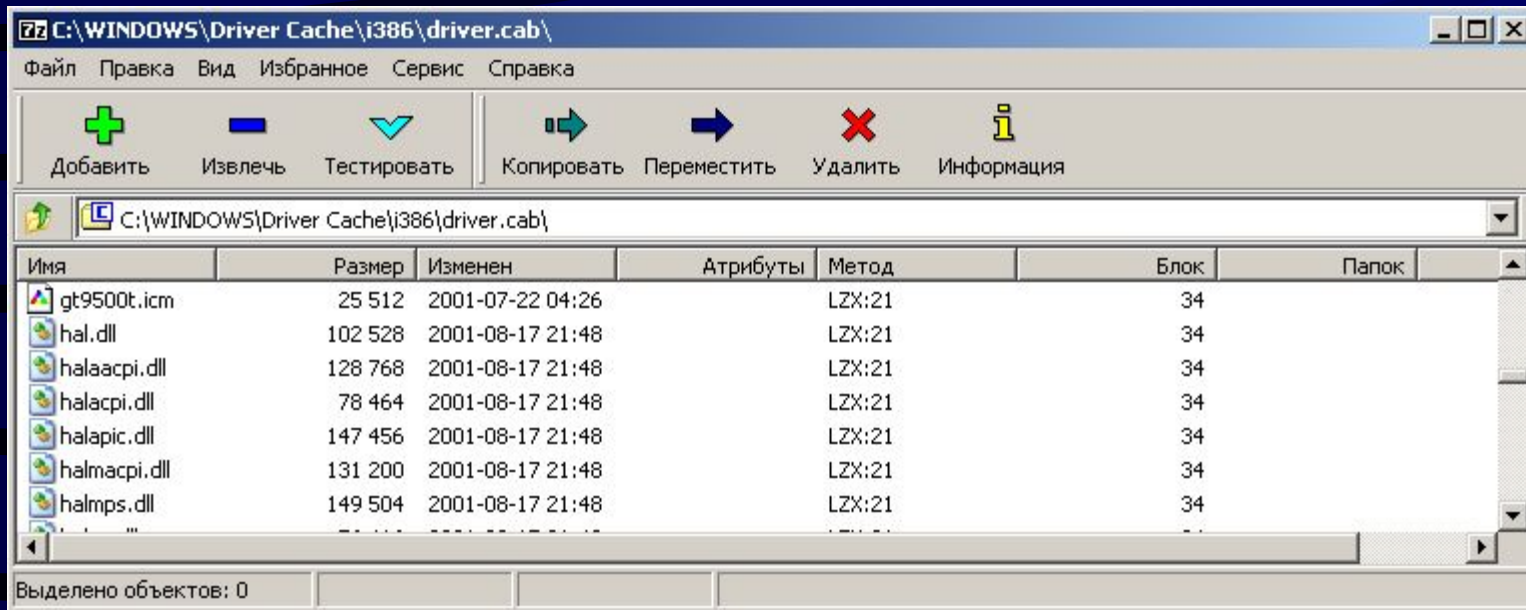 C:\WINDOWS\Driver Cache\i386\driver.cab\
Файл Правка Вид Избранное Сервис Справка
Добавить Извлечь Тестировать Копировать Переместить Удалить Информация
C:\WINDOWS\Driver Cache\i386\driver.cab\
Имя Размер Изменен Атрибуты Метод Блок Папок
gt9500t.icm 25 512 2001-07-22 04:26 LZX:21 34
hal.dll 102 528 2001-08-17 21:48 LZX:21 34
halaacpi.dll 128 768 2001-08-17 21:48 LZX:21 34
halacpi.dll 78 464 2001-08-17 21:48 LZX:21 34
halapic.dll 147 456 2001-08-17 21:48 LZX:21 34
halmacpi.dll 131 200 2001-08-17 21:48 LZX:21 34
halmps.dll 149 504 2001-08-17 21:48 LZX:21 34
Выделено объектов: 0